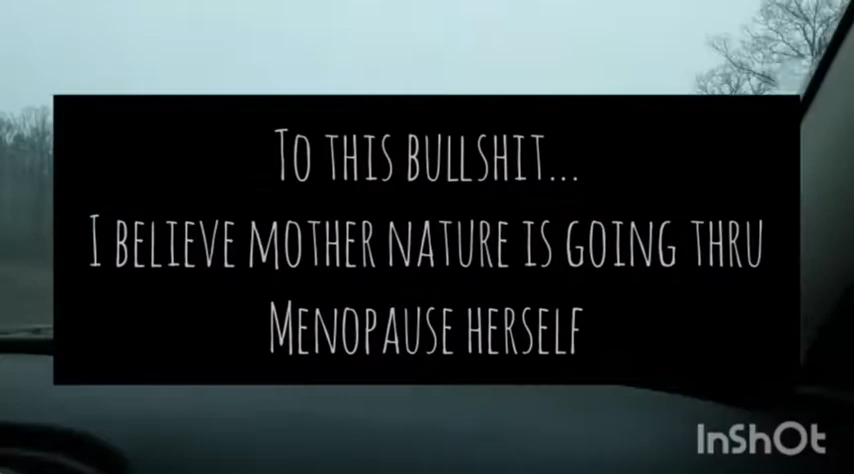 To this bullshit...
I believe mother nature is going thru
Menopause herself
InShOt